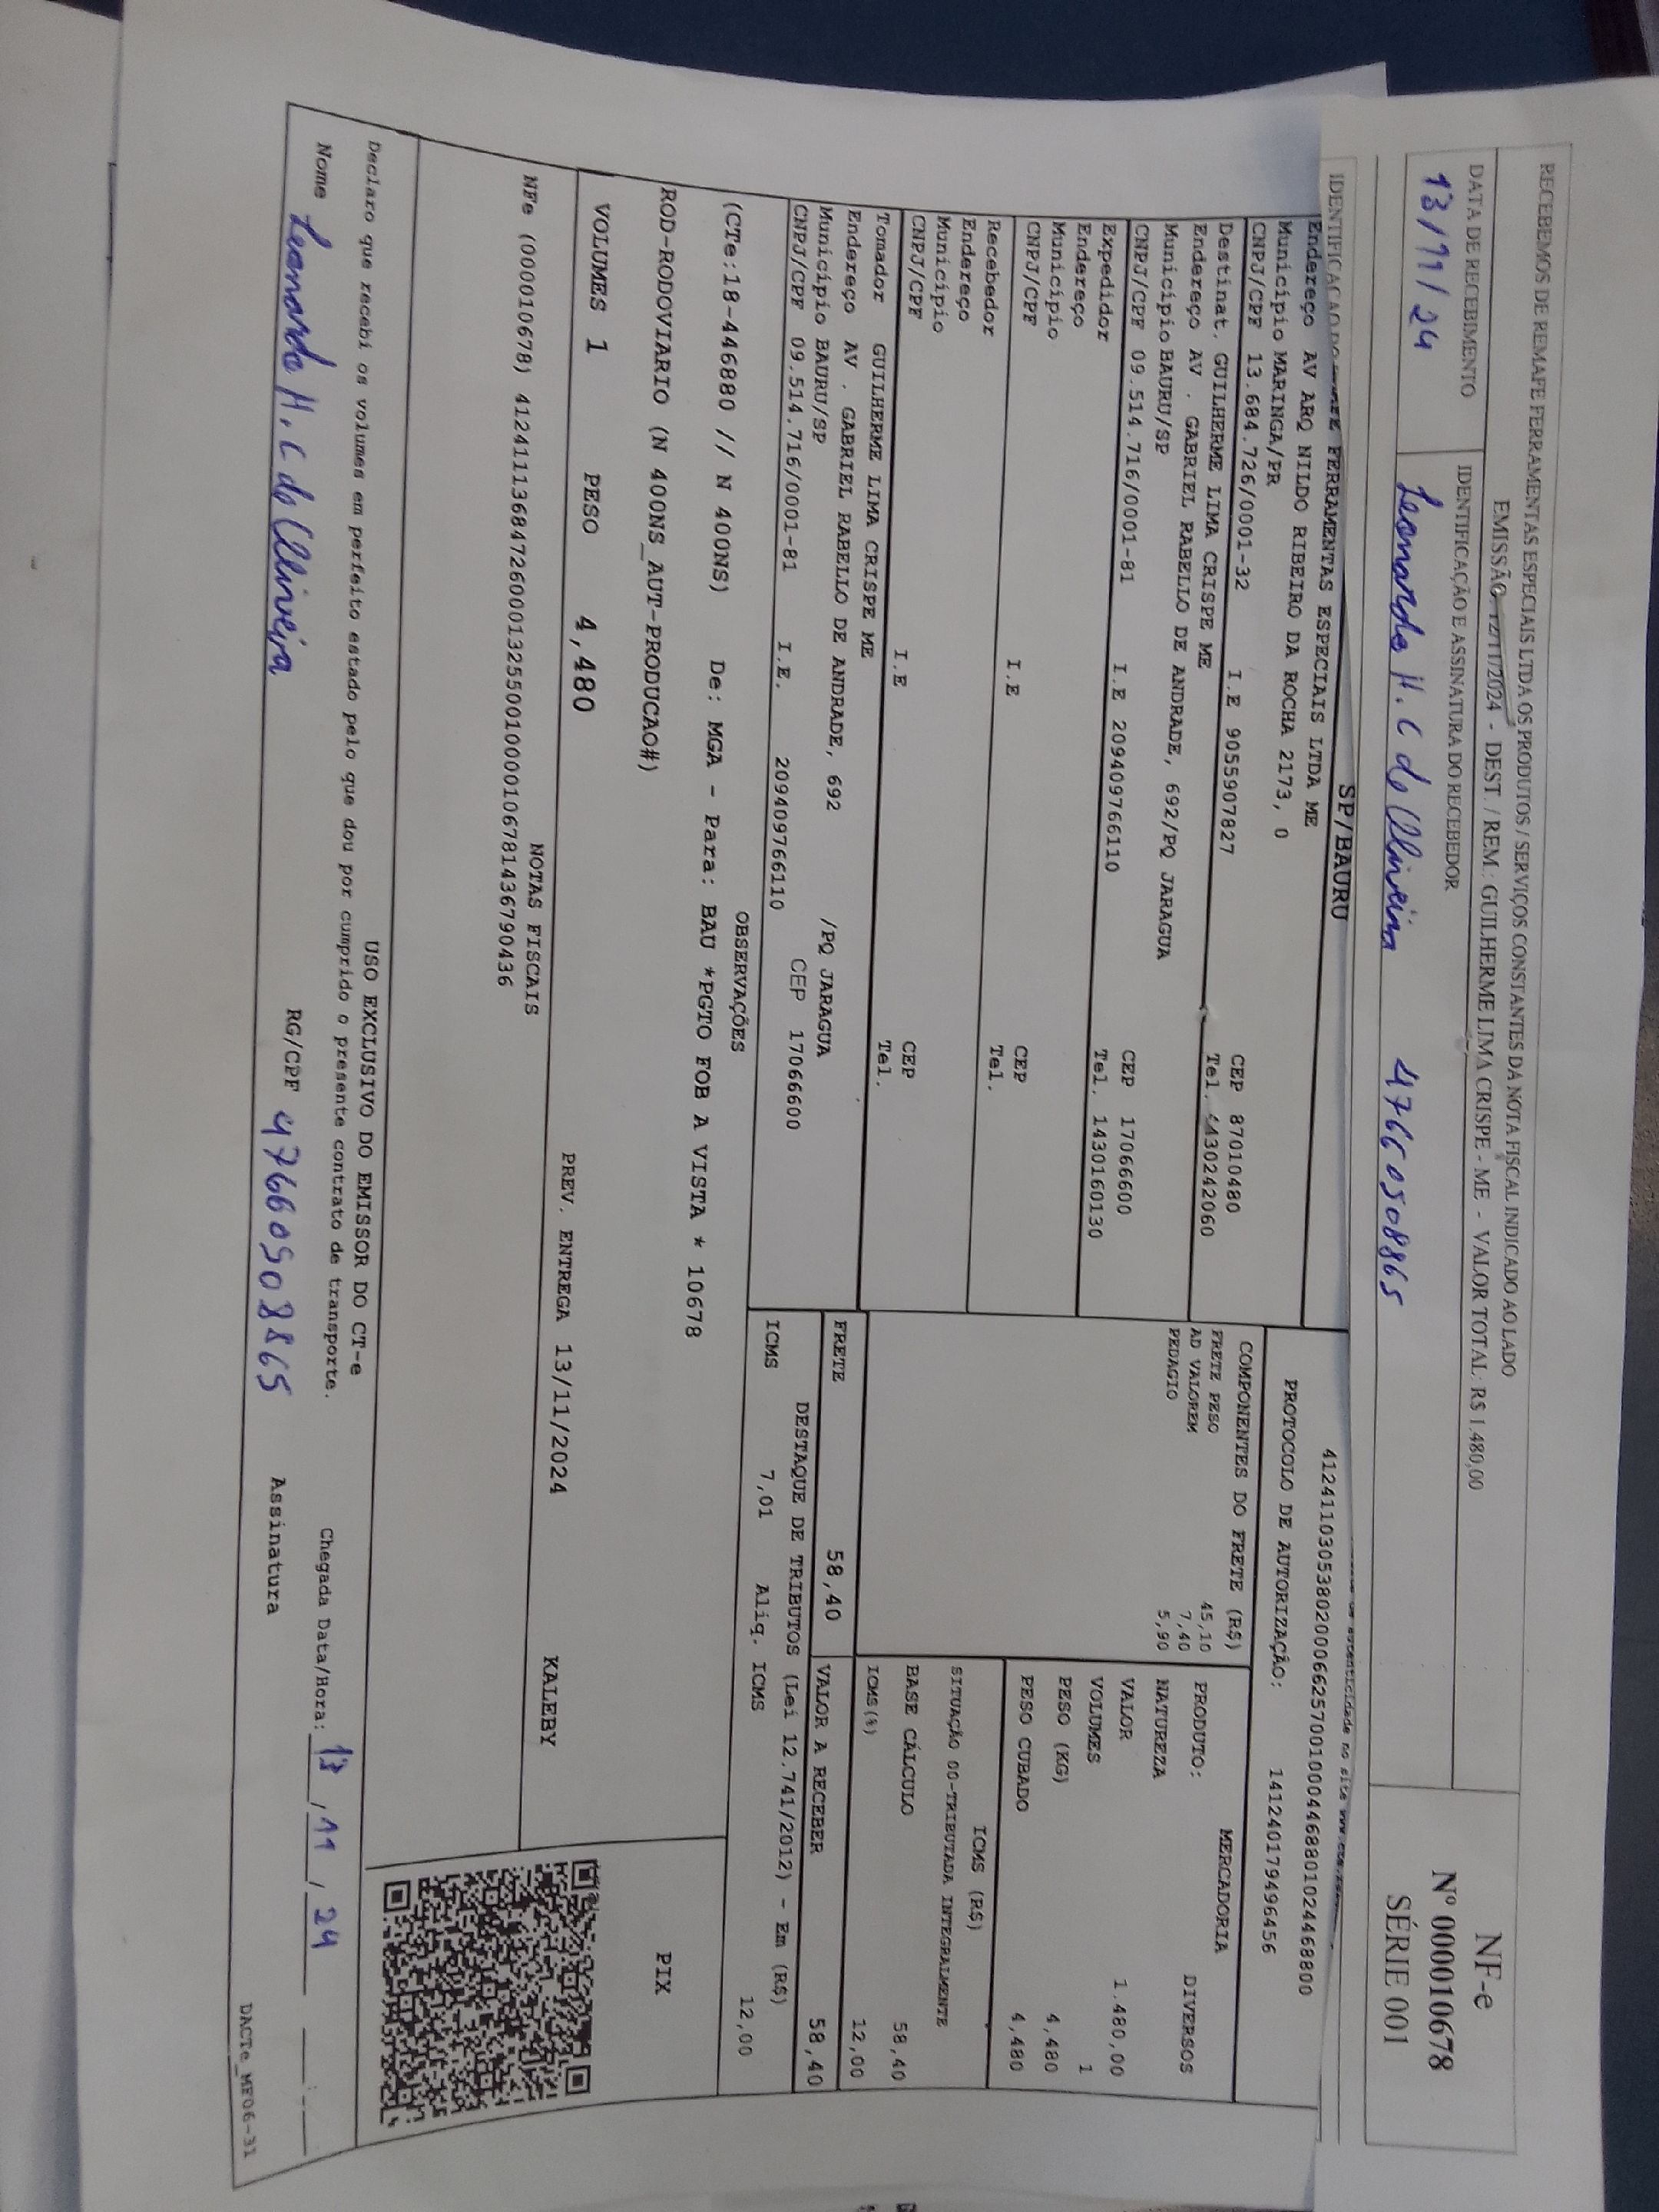 RECEBEMOS DE REMAFE FERRAMENTAS ESPECIAIS LTDA OS PRODUTOS / SERVIÇOS CONSTANTES DA NOTA FISCAL INDICADO AO LADO
EMISSÃO 12/11/2024 - DEST. / REM.: GUILHERME LIMA CRISPE - ME - VALOR TOTAL: R$ 1.480,00
DATA DE RECEBIMENTO
IDENTIFICAÇÃO E ASSINATURA DO RECEBEDOR
13/11/24
Leonardo H. C de Oliveira 47660508865
NF-e
Nº 000010678
SÉRIE 001
SP/BAURU
41241103053802000662570010004468801024468800
PROTOCOLO DE AUTORIZAÇÃO: 141240179496456
FERRAMENTAS ESPECIAIS LTDA ME
Endereço AV ARQ NILDO RIBEIRO DA ROCHA 2173, 0
Município MARINGA/PR CEP 87010480
CNPJ/CPF 13.684.726/0001-32 I.E 9055907827 Tel. 4430242060
Destinat. GUILHERME LIMA CRISPE ME
Endereço AV . GABRIEL RABELLO DE ANDRADE, 692/PQ JARAGUA
Município BAURU/SP CEP 17066600
CNPJ/CPF 09.514.716/0001-81 I.E 209409766110 Tel. 1430160130
Expedidor
Endereço
Município CEP
CNPJ/CPF I.E Tel.
Recebedor
Endereço
Município CEP
CNPJ/CPF I.E Tel.
Tomador GUILHERME LIMA CRISPE ME
Endereço AV . GABRIEL RABELLO DE ANDRADE, 692 /PQ JARAGUA
Município BAURU/SP CEP 17066600
CNPJ/CPF 09.514.716/0001-81 I.E. 209409766110
COMPONENTES DO FRETE (R$)
FRETE PESO 45,10
AD VALOREM 7,40
PEDAGIO 5,90
MERCADORIA
PRODUTO: DIVERSOS
NATUREZA
VALOR 1.480,00
VOLUMES 1
PESO (KG) 4,480
PESO CUBADO 4,480
ICMS (R$)
SITUAÇÃO 00-TRIBUTADA INTEGRALMENTE
BASE CÁLCULO 58,40
ICMS(%) 12,00
FRETE 58,40
VALOR A RECEBER 58,40
DESTAQUE DE TRIBUTOS (Lei 12.741/2012) - Em (R$)
ICMS 7,01 Aliq. ICMS 12,00
OBSERVAÇÕES
(CTe:18-446880 // N 400NS) De: MGA - Para: BAU *PGTO FOB A VISTA * 10678
ROD-RODOVIARIO (N 400NS_AUT-PRODUCAO#)
PIX
VOLUMES 1 PESO 4,480 PREV. ENTREGA 13/11/2024 KALEBY
NOTAS FISCAIS
NFe (000010678) 41241113684726000132550010000106781436790436
USO EXCLUSIVO DO EMISSOR DO CT-e
Declaro que recebi os volumes em perfeito estado pelo que dou por cumprido o presente contrato de transporte.
Chegada Data/Hora: 13/11/24
Nome Leonardo H. C de Oliveira RG/CPF 47660508865 Assinatura
DACTe_MF06-31